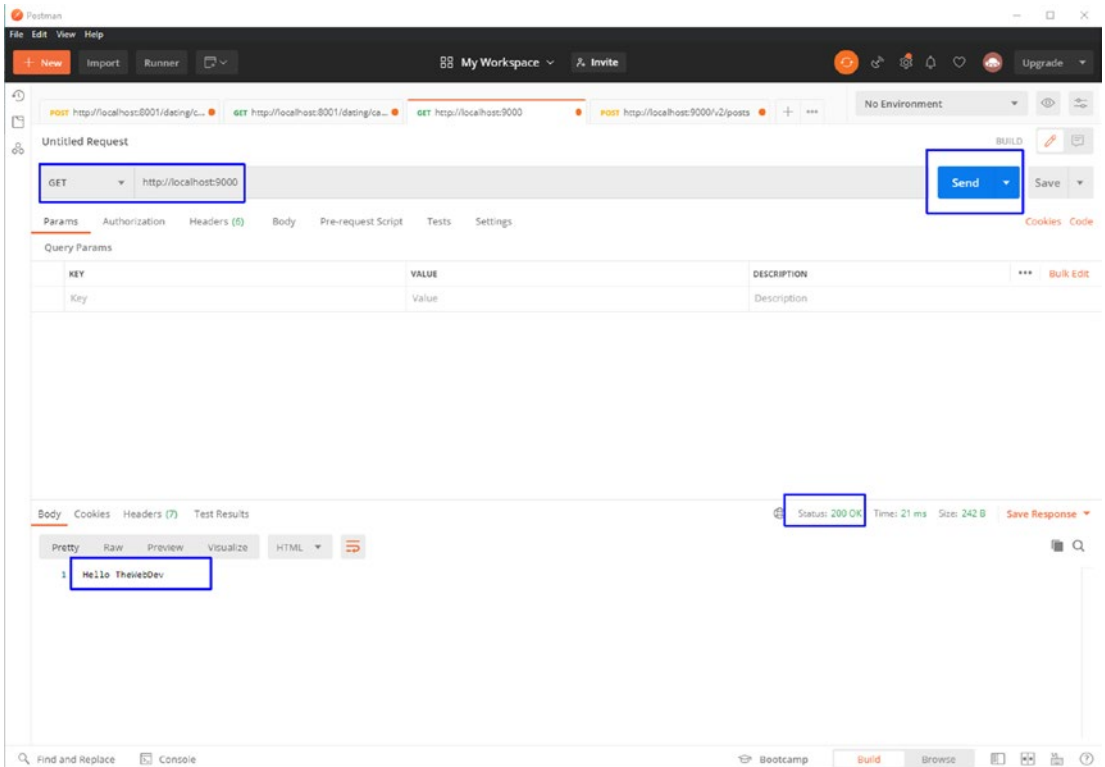 Postman
File Edit View Help
+ New Import Runner My Workspace Invite Upgrade
POST http://localhost:8001/dating/c... GET http://localhost:8001/dating/ca... GET http://localhost:9000 POST http://localhost:9000/v2/posts + ... No Environment
Untitled Request BUILD
GET http://localhost:9000 Send Save
Params Authorization Headers (6) Body Pre-request Script Tests Settings Cookies Code
Query Params
KEY VALUE DESCRIPTION ... Bulk Edit
Key Value Description
Body Cookies Headers (7) Test Results Status: 200 OK Time: 21 ms Size: 242 B Save Response
Pretty Raw Preview Visualize HTML
1 Hello TheWebDev
Find and Replace Console Bootcamp Build Browse